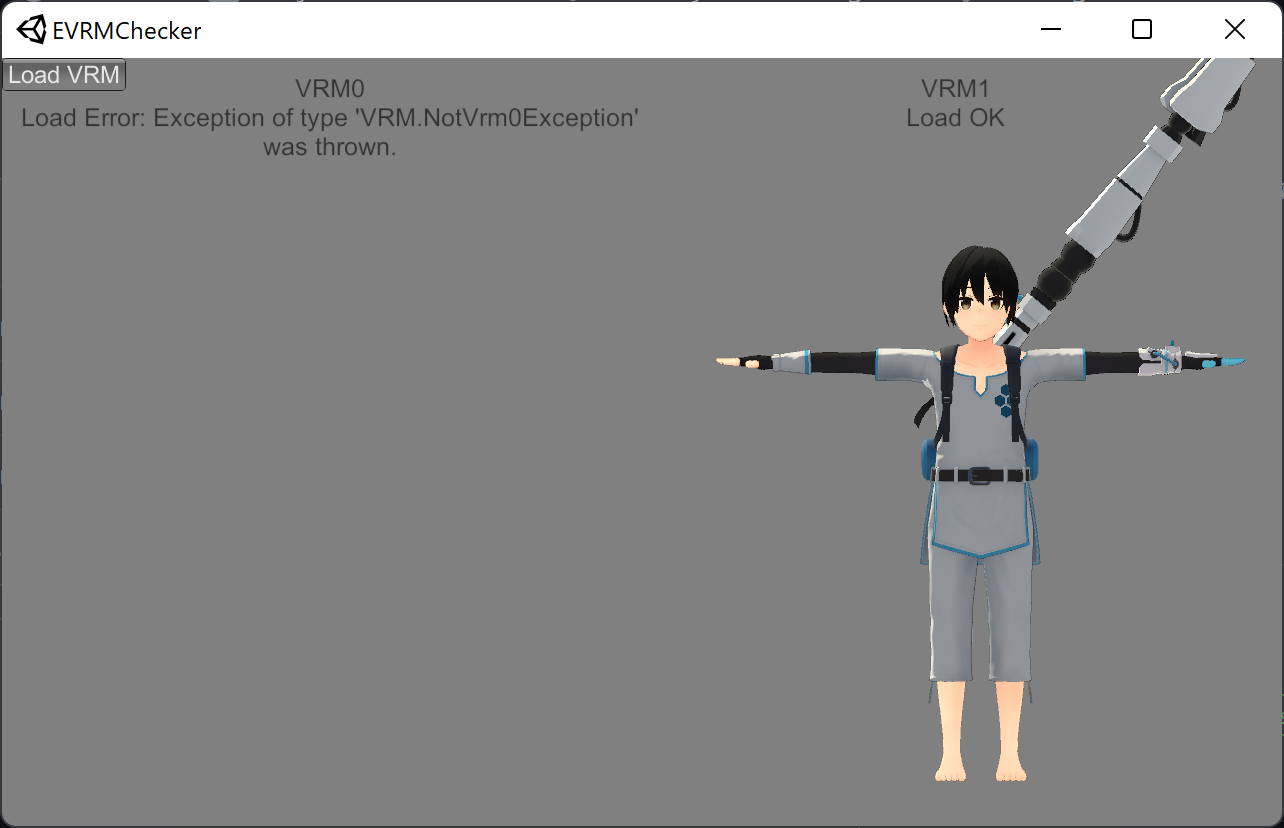 EVRMChecker
Load VRM
VRM0
Load Error: Exception of type 'VRM.NotVrm0Exception'
was thrown.
VRM1
Load OK